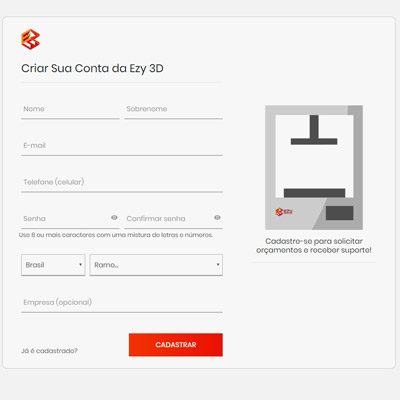 Criar Sua Conta da Ezy 3D
Nome Sobrenome
E-mail
Telefone (celular)
Senha Confirmar senha
Use 8 ou mais caracteres com uma mistura de letras e números.
Brasil Ramo...
Empresa (opcional)
Já é cadastrado? CADASTRAR
EZY
Cadastre-se para solicitar
orçamentos e receber suporte!